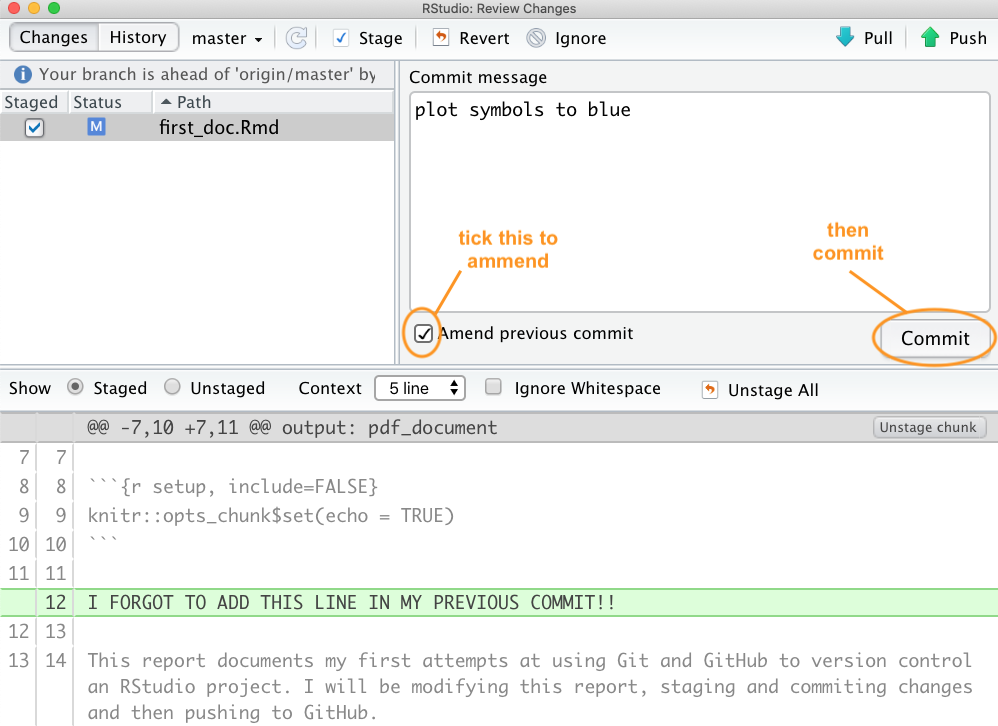 RStudio: Review Changes
Changes History master Stage Revert Ignore Pull Push
Your branch is ahead of 'origin/master' by
Staged Status Path
M first_doc.Rmd
Commit message
plot symbols to blue
tick this to
ammend
then
commit
Amend previous commit
Commit
Show Staged Unstaged Context 5 line Ignore Whitespace Unstage All
@@ -7,10 +7,11 @@ output: pdf_document Unstage chunk
7 7
8 8 ```{r setup, include=FALSE}
9 9 knitr::opts_chunk$set(echo = TRUE)
10 10 ```
11 11
12 I FORGOT TO ADD THIS LINE IN MY PREVIOUS COMMIT!!
12 13
13 14 This report documents my first attempts at using Git and GitHub to version control
an RStudio project. I will be modifying this report, staging and commiting changes
and then pushing to GitHub.